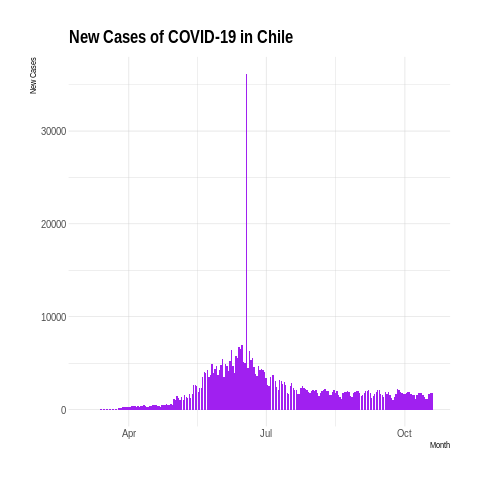 New Cases of COVID-19 in Chile
New Cases
30000
20000
10000
0
Apr
Jul
Oct
Month